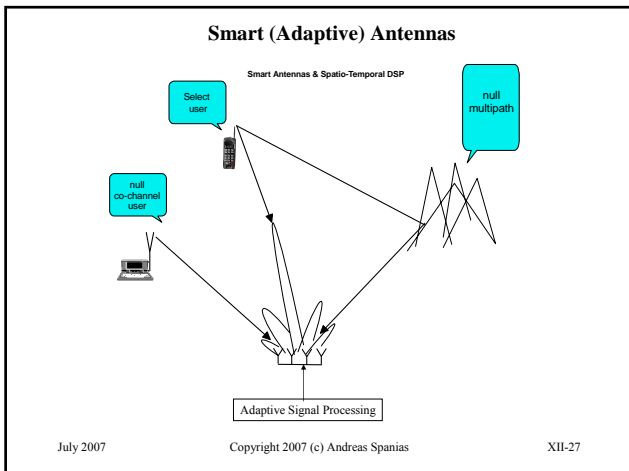 Smart (Adaptive) Antennas
Smart Antennas & Spatio-Temporal DSP
Select
user
null
multipath
null
co-channel
user
Adaptive Signal Processing
July 2007
Copyright 2007 (c) Andreas Spanias
XII-27